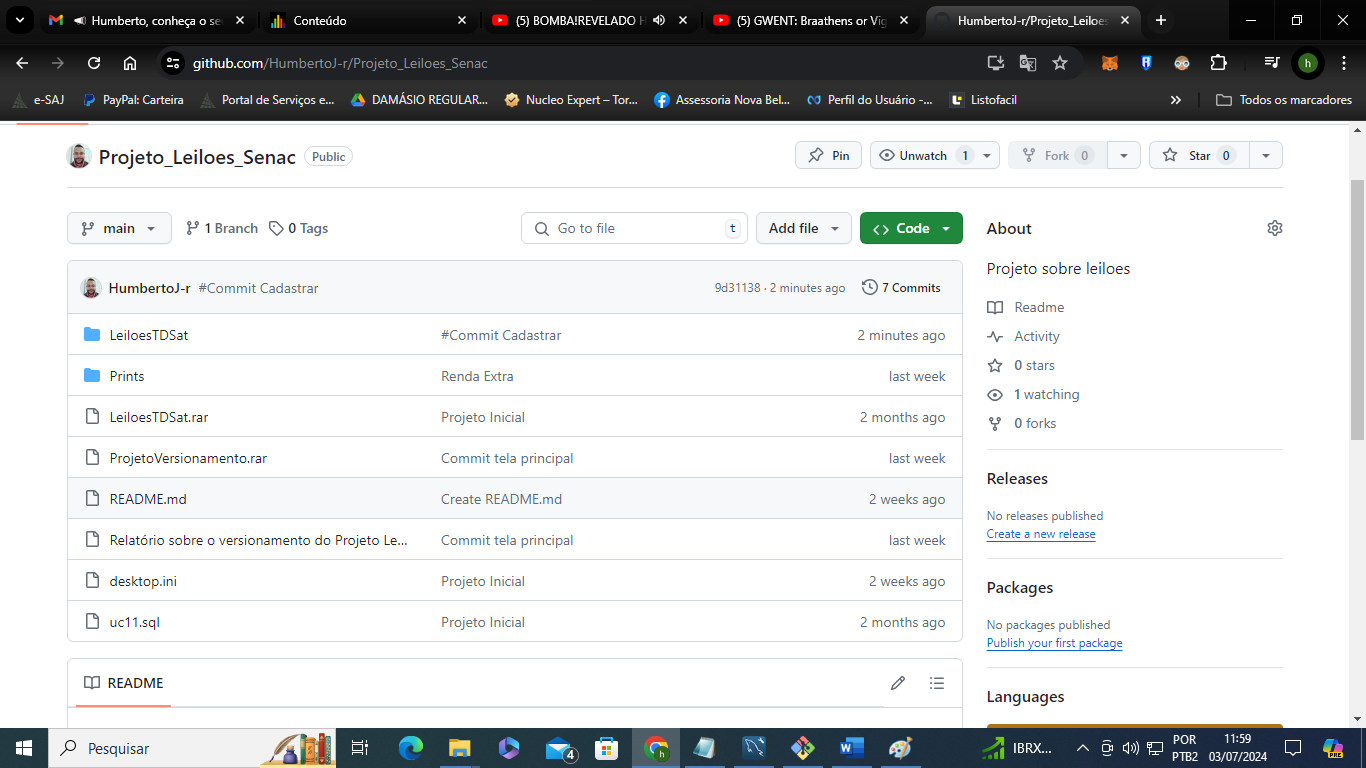 Humberto, conheça o se
Conteúdo
(5) BOMBA!REVELADO H
(5) GWENT: Braathens or Vig
HumbertoJ-r/Projeto_Leiloes
github.com/HumbertoJ-r/Projeto_Leiloes_Senac
h
e-SAJ
PayPal: Carteira
Portal de Serviços e...
DAMÁSIO REGULAR...
Nucleo Expert – Tor...
Assessoria Nova Bel...
Perfil do Usuário -...
Listofacil
»
Todos os marcadores
Projeto_Leiloes_Senac
Public
Pin
Unwatch 1
Fork 0
Star 0
main
1 Branch
0 Tags
Go to file
t
Add file
<> Code
About
Projeto sobre leiloes
HumbertoJ-r #Commit Cadastrar
9d31138 · 2 minutes ago
7 Commits
LeiloesTDSat #Commit Cadastrar 2 minutes ago
Prints Renda Extra last week
LeiloesTDSat.rar Projeto Inicial 2 months ago
ProjetoVersionamento.rar Commit tela principal last week
README.md Create README.md 2 weeks ago
Relatório sobre o versionamento do Projeto Le... Commit tela principal last week
desktop.ini Projeto Inicial 2 weeks ago
uc11.sql Projeto Inicial 2 months ago
Readme
Activity
0 stars
1 watching
0 forks
Releases
No releases published
Create a new release
Packages
No packages published
Publish your first package
Languages
README
Pesquisar
4
h
IBRX...
POR
PTB2
11:59
03/07/2024
PRE